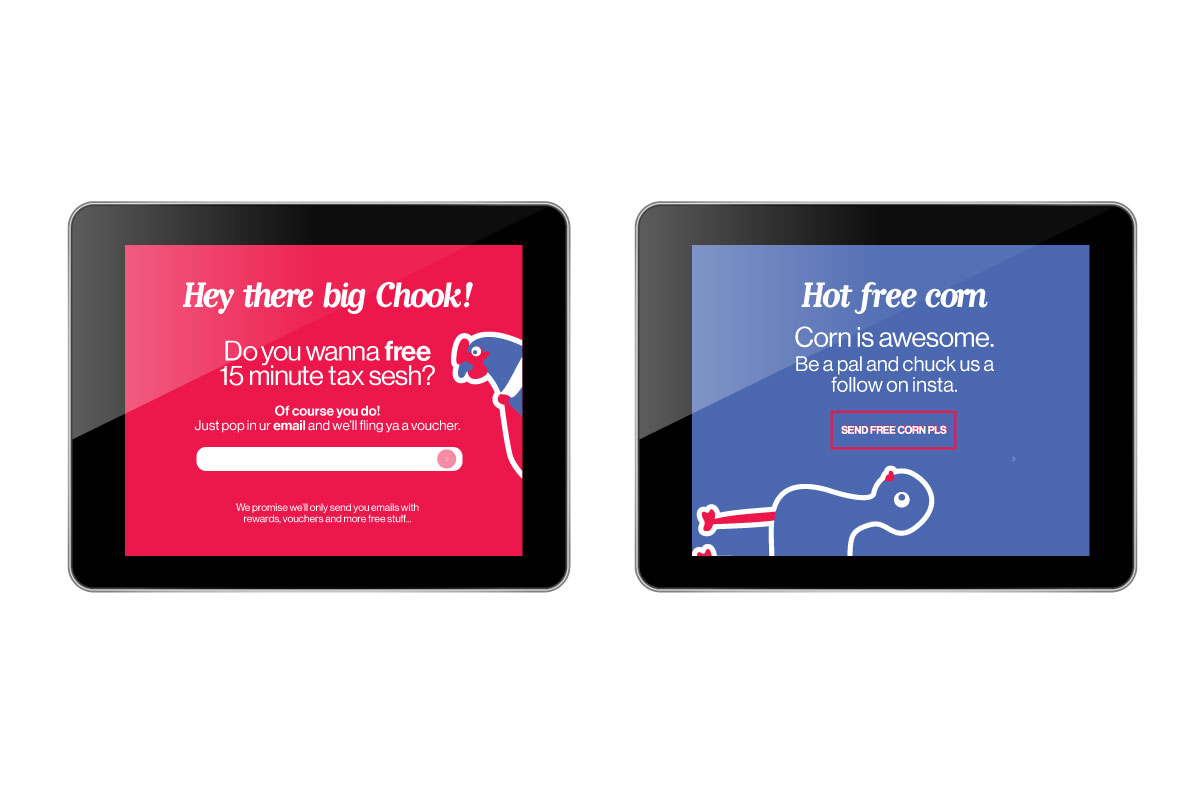 Hey there big Chook!
Do you wanna free
15 minute tax sesh?
Of course you do!
Just pop in ur email and we'll fling ya a voucher.
We promise we'll only send you emails with
rewards, vouchers and more free stuff...
Hot free corn
Corn is awesome.
Be a pal and chuck us a
follow on insta.
SEND FREE CORN PLS